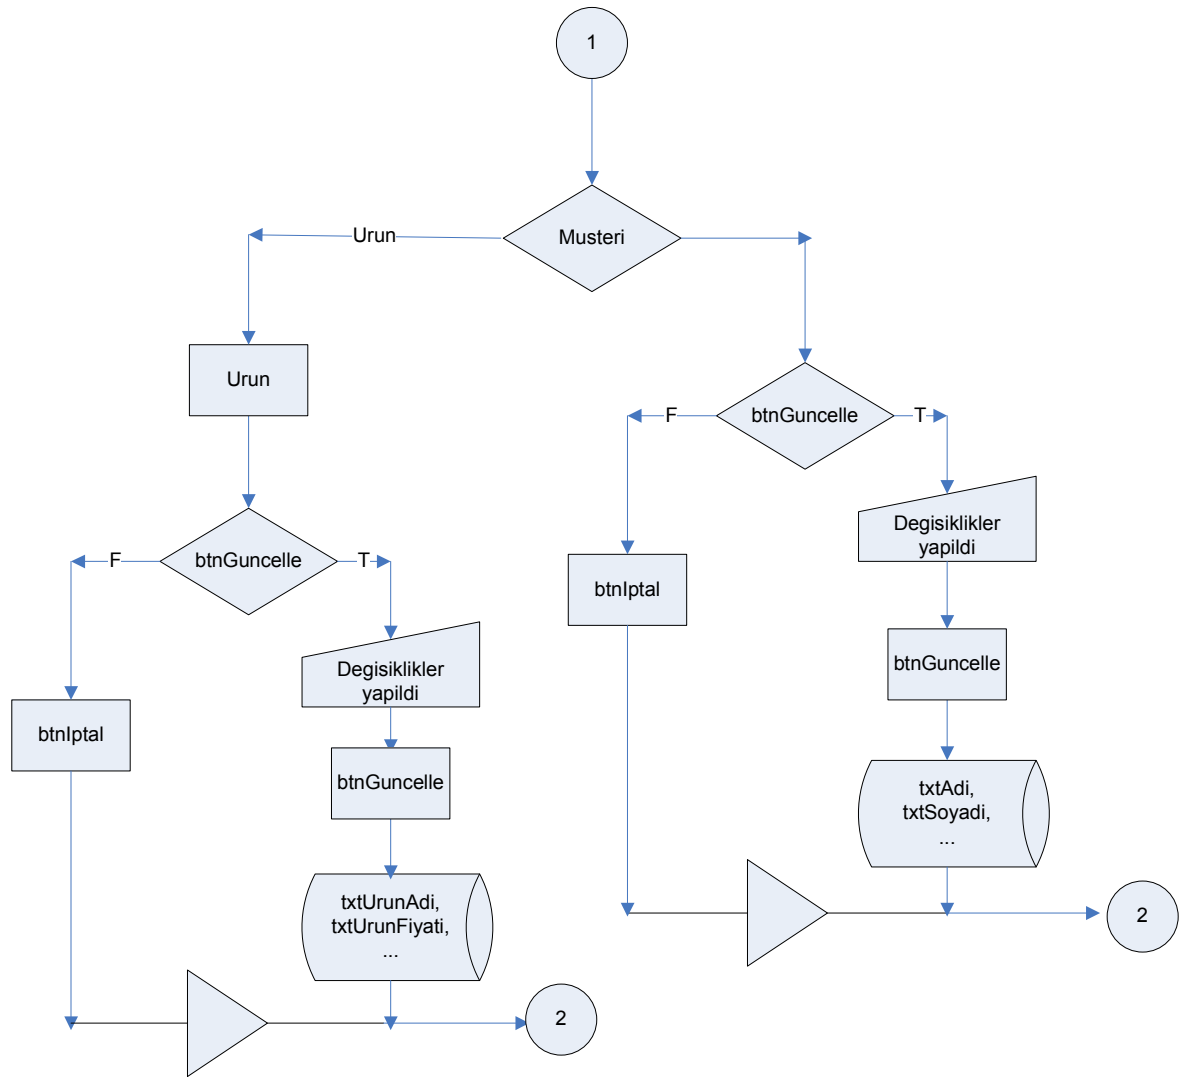 1
Musteri
Urun
Urun
btnGuncelle
F
T
btnIptal
Degisiklikler
yapildi
btnGuncelle
txtUrunAdi,
txtUrunFiyati,
...
2
btnGuncelle
F
T
btnIptal
Degisiklikler
yapildi
btnGuncelle
txtAdi,
txtSoyadi,
...
2